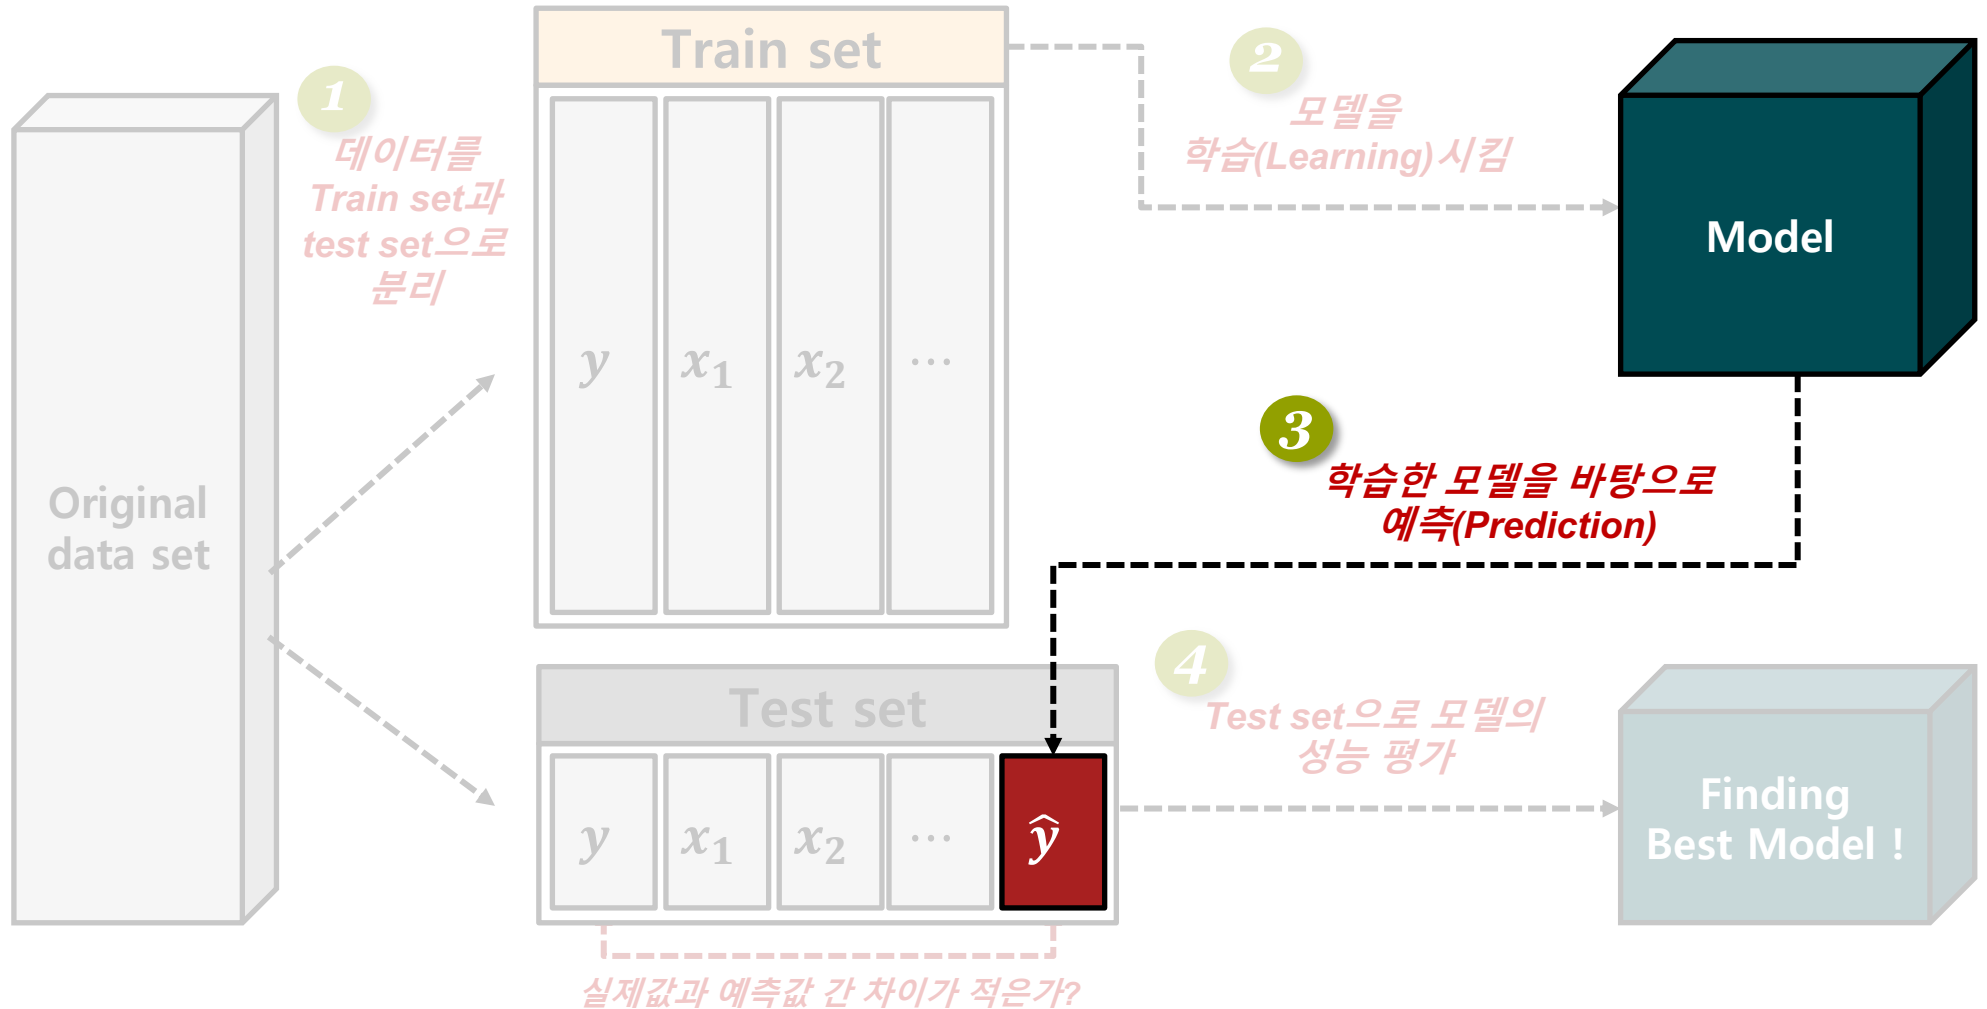 Original
data set
1
데이터를
Train set과
test set으로
분리
Train set
y x₁ x₂ ⋯
2
모델을
학습(Learning)시킴
Model
3
학습한 모델을 바탕으로
예측(Prediction)
Test set
y x₁ x₂ ⋯ ŷ
실제값과 예측값 간 차이가 적은가?
4
Test set으로 모델의
성능 평가
Finding
Best Model !